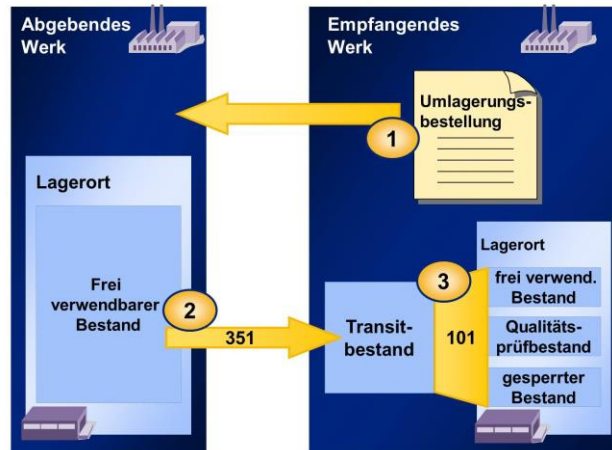 Abgebendes
Werk
Empfangendes
Werk
Umlagerungs-
bestellung
1
Lagerort
Frei
verwendbarer
Bestand
2
351
Transit-
bestand
3
101
Lagerort
frei verwend.
Bestand
Qualitäts-
prüfbestand
gesperrter
Bestand